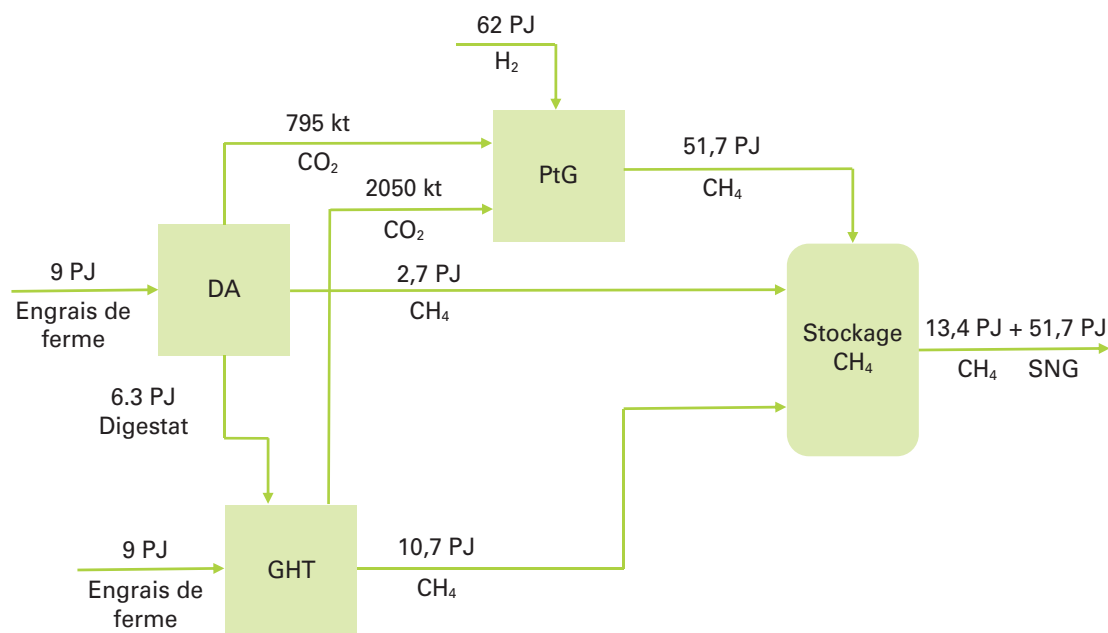 62 PJ
H₂
795 kt
CO₂
PtG
51,7 PJ
CH₄
2050 kt
CO₂
9 PJ
Engrais de
ferme
DA
2,7 PJ
CH₄
Stockage
CH₄
13,4 PJ + 51,7 PJ
CH₄ SNG
6.3 PJ
Digestat
9 PJ
Engrais de
ferme
GHT
10,7 PJ
CH₄